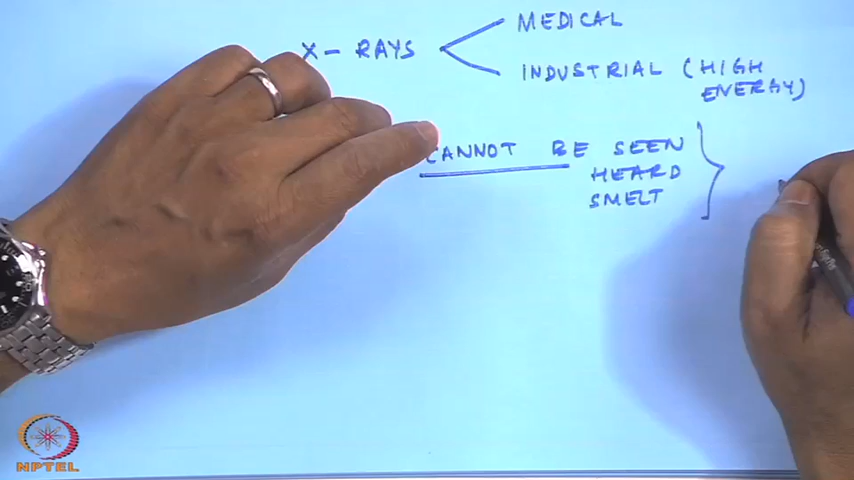 X - RAYS
MEDICAL
INDUSTRIAL (HIGH
ENERGY)
CANNOT BE SEEN
HEARD
SMELT
NPTEL